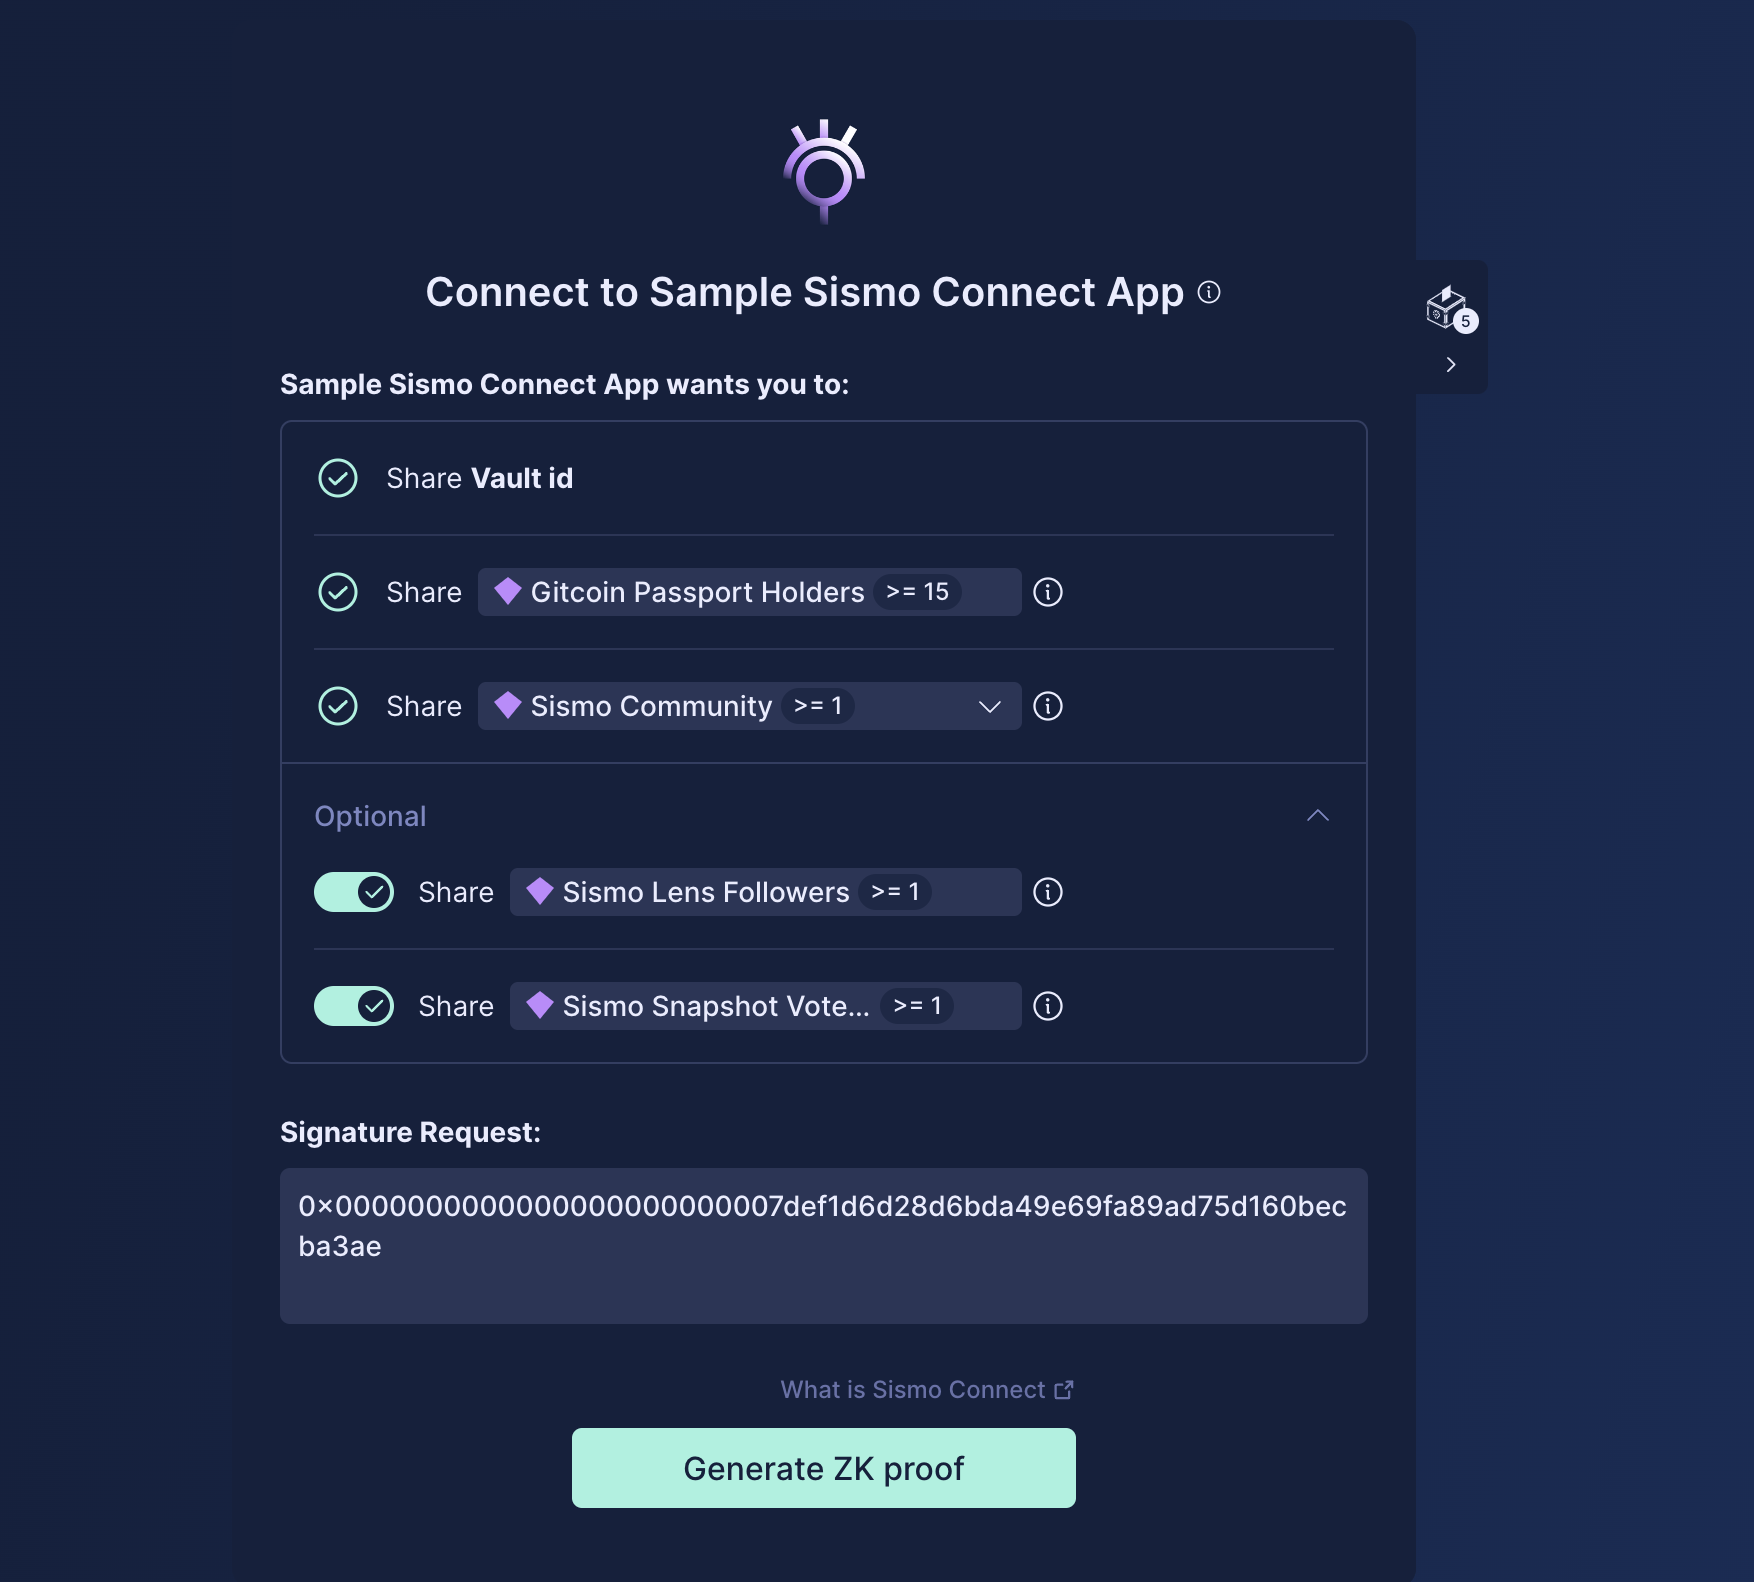 Connect to Sample Sismo Connect App
5
Sample Sismo Connect App wants you to:
Share Vault id
Share Gitcoin Passport Holders >= 15
Share Sismo Community >= 1
Optional
Share Sismo Lens Followers >= 1
Share Sismo Snapshot Vote... >= 1
Signature Request:
0x0000000000000000000000007def1d6d28d6bda49e69fa89ad75d160bec
ba3ae
What is Sismo Connect
Generate ZK proof